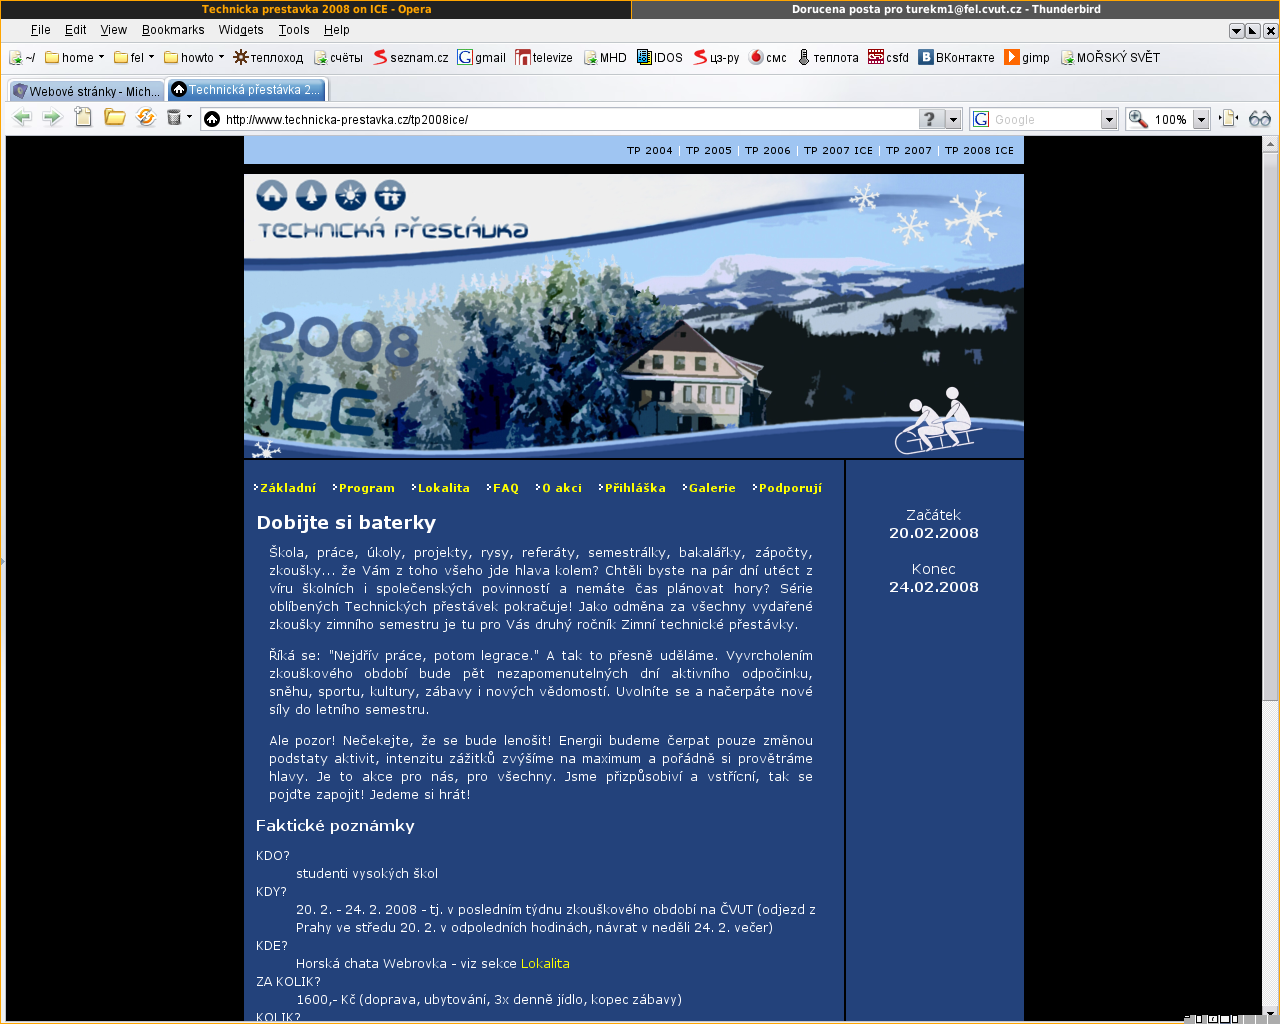 Technicka prestavka 2008 on ICE - Opera
Dorucena posta pro turekm1@fel.cvut.cz - Thunderbird
File Edit View Bookmarks Widgets Tools Help
~/ home fel howto теплоход счёты seznam.cz gmail televize MHD IDOS цз-ру смс теплота csfd ВКонтакте gimp MOŘSKÝ SVĚT
Webové stránky - Mich...
Technická přestávka 2...
http://www.technicka-prestavka.cz/tp2008ice/
?
Google
100%
TP 2004 | TP 2005 | TP 2006 | TP 2007 ICE | TP 2007 | TP 2008 ICE
TECHNICKÁ PŘESTÁVKA
2008
ICE
Základní Program Lokalita FAQ O akci Přihláška Galerie Podporují
Dobijte si baterky
Škola, práce, úkoly, projekty, rysy, referáty, semestrálky, bakalářky, zápočty,
zkoušky... že Vám z toho všeho jde hlava kolem? Chtěli byste na pár dní utéct z
víru školních i společenských povinností a nemáte čas plánovat hory? Série
oblíbených Technických přestávek pokračuje! Jako odměna za všechny vydařené
zkoušky zimního semestru je tu pro Vás druhý ročník Zimní technické přestávky.
Říká se: "Nejdřív práce, potom legrace." A tak to přesně uděláme. Vyvrcholením
zkouškového období bude pět nezapomenutelných dní aktivního odpočinku,
sněhu, sportu, kultury, zábavy i nových vědomostí. Uvolníte se a načerpáte nové
síly do letního semestru.
Ale pozor! Nečekejte, že se bude lenošit! Energii budeme čerpat pouze změnou
podstaty aktivit, intenzitu zážitků zvýšíme na maximum a pořádně si provětráme
hlavy. Je to akce pro nás, pro všechny. Jsme přizpůsobiví a vstřícní, tak se
pojďte zapojit! Jedeme si hrát!
Faktické poznámky
KDO?
studenti vysokých škol
KDY?
20. 2. - 24. 2. 2008 - tj. v posledním týdnu zkouškového období na ČVUT (odjezd z
Prahy ve středu 20. 2. v odpoledních hodinách, návrat v neděli 24. 2. večer)
KDE?
Horská chata Webrovka - viz sekce Lokalita
ZA KOLIK?
1600,- Kč (doprava, ubytování, 3x denně jídlo, kopec zábavy)
KOLIK?
Začátek
20.02.2008
Konec
24.02.2008